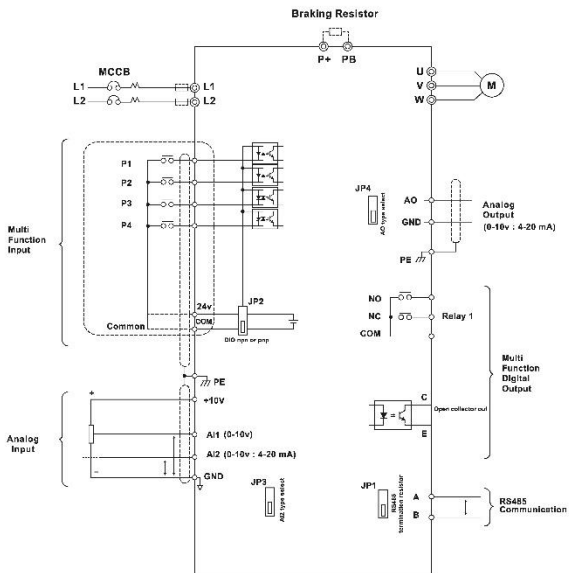 Braking Resistor
P+ PB
MCCB
L1 L1
L2 L2
U
V
W
M
P1
P2
P3
P4
Multi
Function
Input
24v
COM
Common
JP2
DIO npn or pnp
PE
JP4
AO type select
AO
GND
Analog
Output
(0-10v : 4-20 mA)
PE
NO
NC
COM
Relay 1
Multi
Function
Digital
Output
C
Open collector out
E
+
+10V
Analog
Input
AI1 (0-10v)
AI2 (0-10v : 4-20 mA)
–
GND
JP3
AI2 type select
JP1
RS485
termination resistor
A
B
RS485
Communication